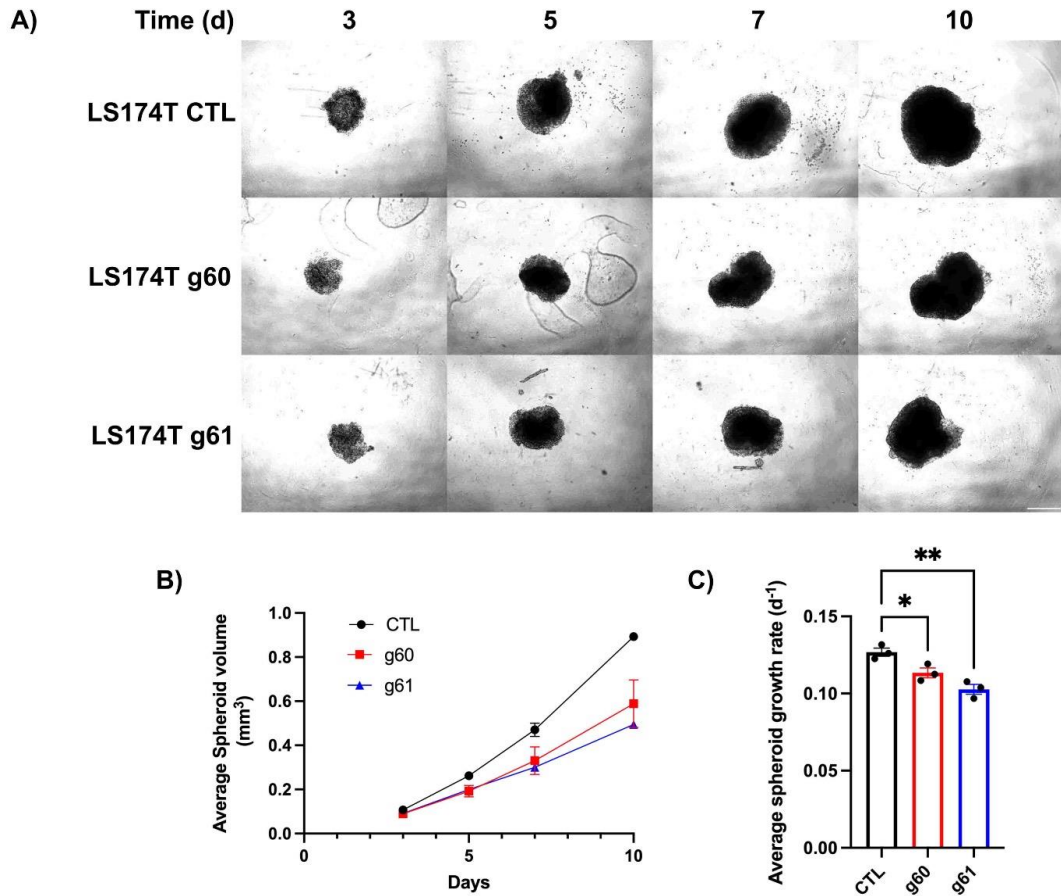 A) Time (d) 3 5 7 10
LS174T CTL
LS174T g60
LS174T g61
B)
Average Spheroid volume
(mm³)
1.0
0.8
0.6
0.4
0.2
0.0
CTL
g60
g61
0 5 10
Days
C)
Average spheroid growth rate (d⁻¹)
**
*
0.15
0.10
0.05
0.00
CTL g60 g61